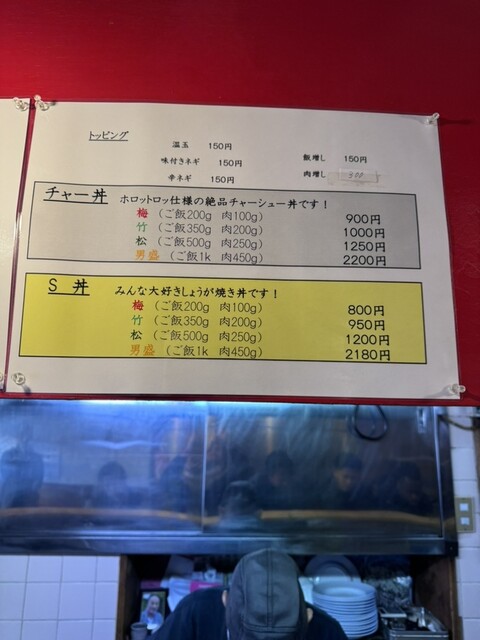 トッピング
温玉 150円
味付きネギ 150円
辛ネギ 150円
飯増し 150円
肉増し 300
チャー丼 ホロットロッ仕様の絶品チャーシュー丼です！
梅 (ご飯200g 肉100g) 900円
竹 (ご飯350g 肉200g) 1000円
松 (ご飯500g 肉250g) 1250円
男盛 (ご飯1k 肉450g) 2200円
S 丼 みんな大好きしょうが焼き丼です！
梅 (ご飯200g 肉100g) 800円
竹 (ご飯350g 肉200g) 950円
松 (ご飯500g 肉250g) 1200円
男盛 (ご飯1k 肉450g) 2180円